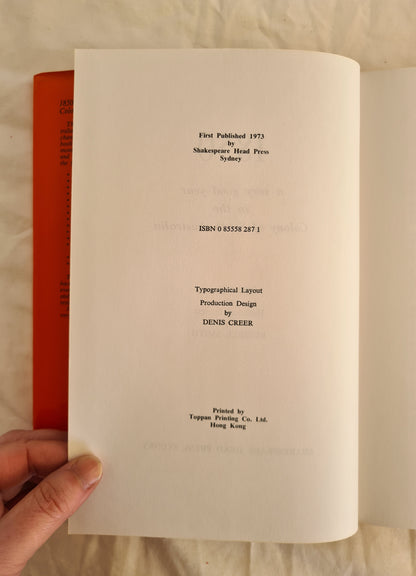 First Published 1973
by
Shakespeare Head Press
Sydney
ISBN 0 85558 287 1
Typographical Layout
Production Design
by
DENIS CREER
Printed by
Toppan Printing Co. Ltd.
Hong Kong